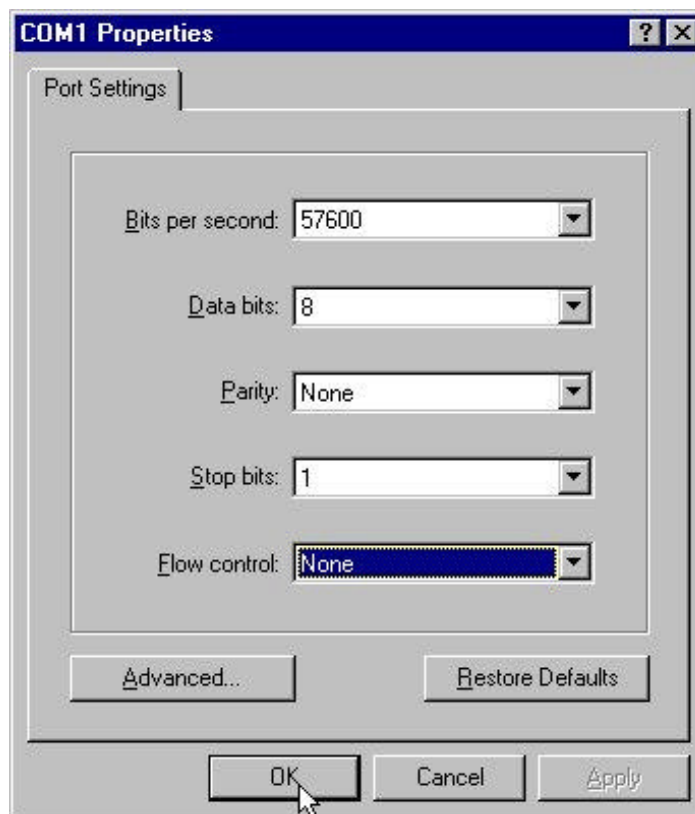 COM1 Properties
Port Settings
Bits per second: 57600
Data bits: 8
Parity: None
Stop bits: 1
Flow control: None
Advanced... Restore Defaults
OK Cancel Apply